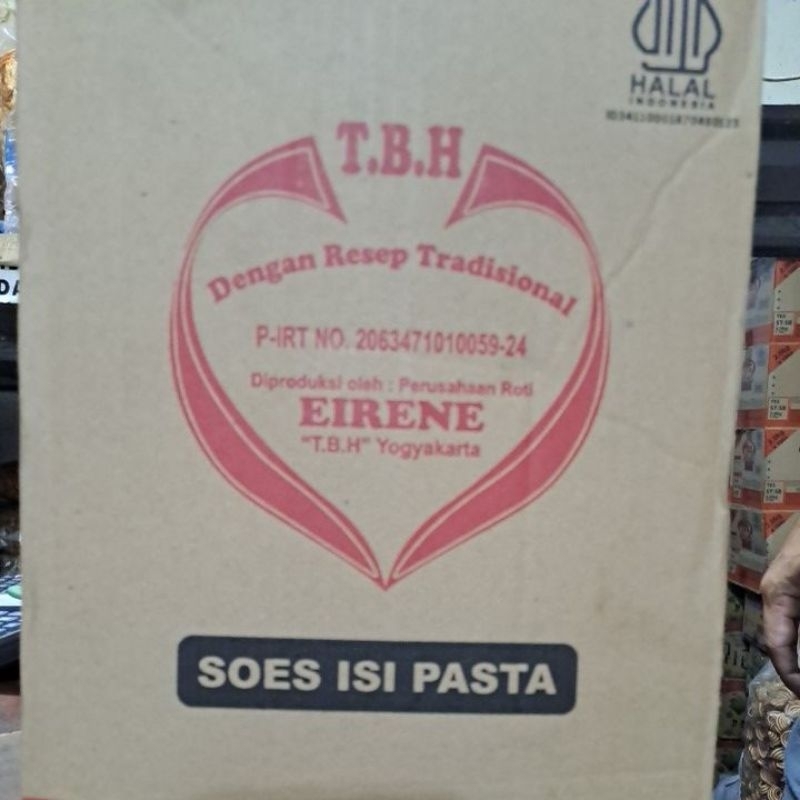 HALAL
INDONESIA
T.B.H
Dengan Resep Tradisional
P-IRT NO. 2063471010059-24
Diproduksi oleh : Perusahaan Roti
EIRENE
"T.B.H" Yogyakarta
SOES ISI PASTA